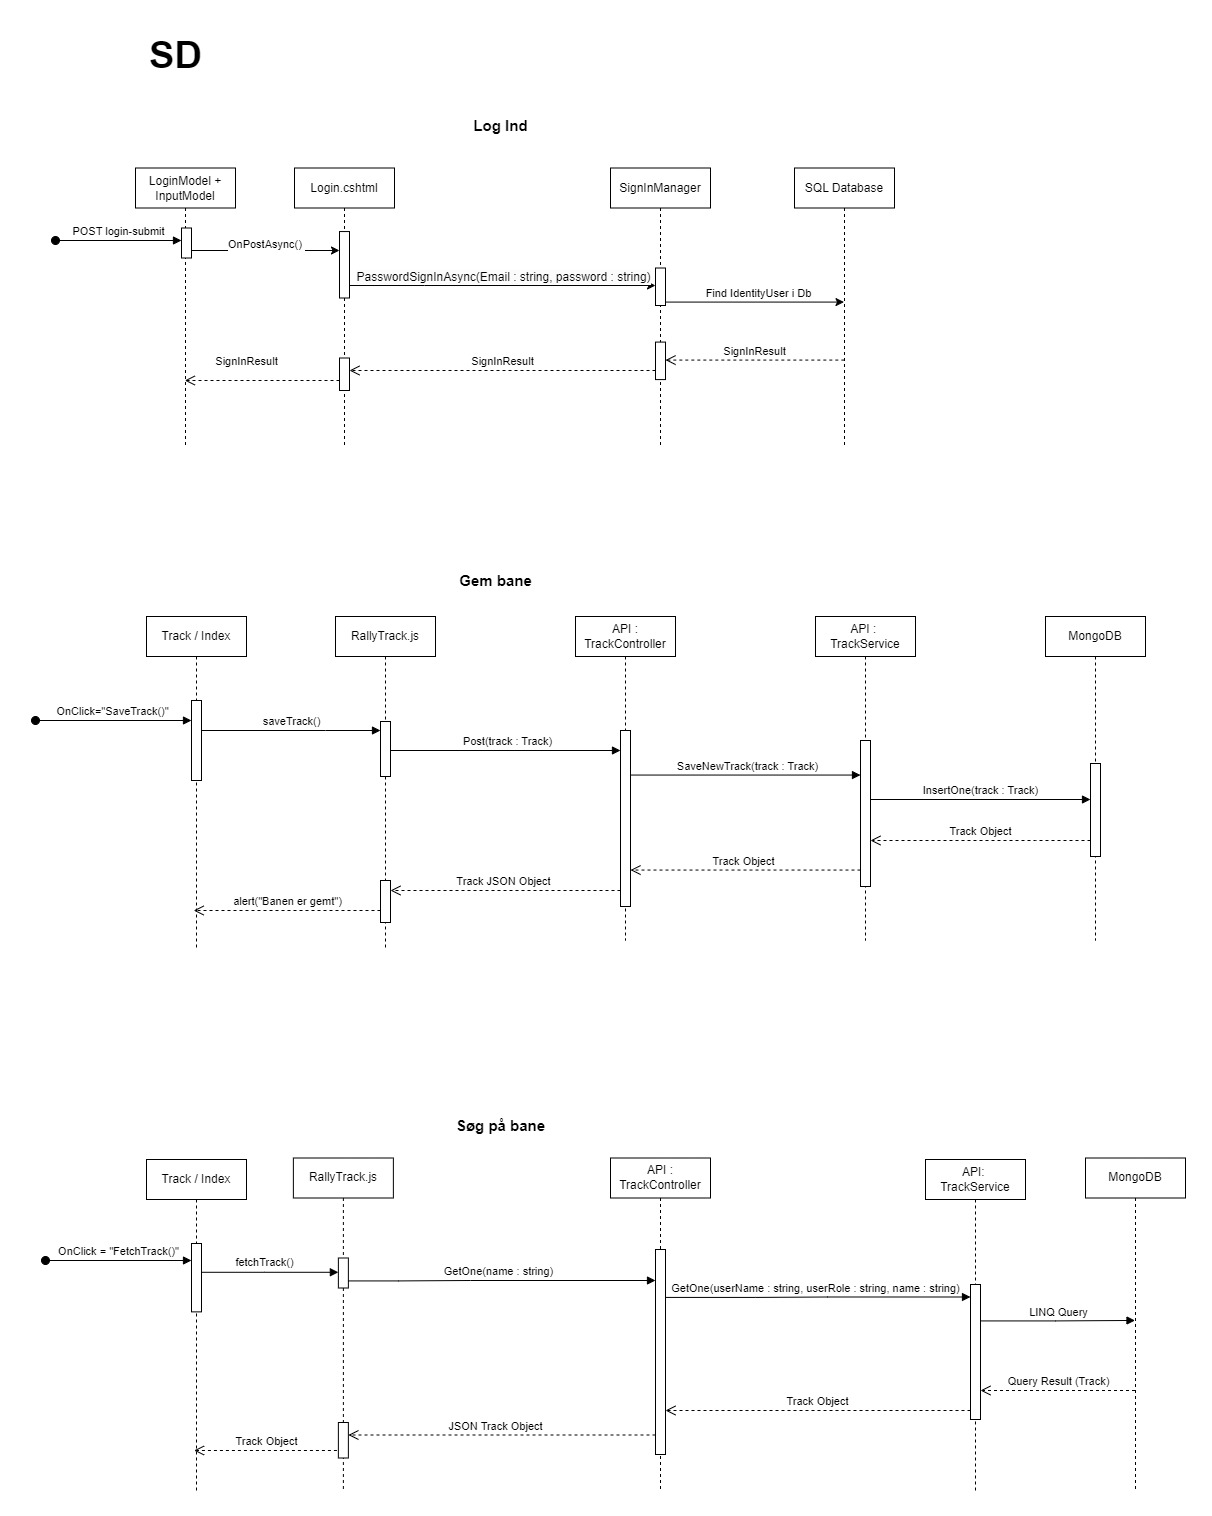 SD
Log Ind
LoginModel +
InputModel
Login.cshtml
SignInManager
SQL Database
POST login-submit
OnPostAsync()
PasswordSignInAsync(Email : string, password : string)
Find IdentityUser i Db
SignInResult
SignInResult
SignInResult
Gem bane
Track / Index
RallyTrack.js
API :
TrackController
API :
TrackService
MongoDB
OnClick="SaveTrack()"
saveTrack()
Post(track : Track)
SaveNewTrack(track : Track)
InsertOne(track : Track)
Track Object
Track Object
Track JSON Object
alert("Banen er gemt")
Søg på bane
Track / Index
RallyTrack.js
API :
TrackController
API:
TrackService
MongoDB
OnClick = "FetchTrack()"
fetchTrack()
GetOne(name : string)
GetOne(userName : string, userRole : string, name : string)
LINQ Query
Query Result (Track)
Track Object
JSON Track Object
Track Object